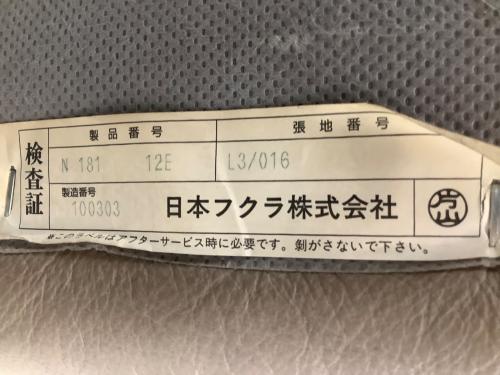 検査証
製品番号 張地番号
N 181 12E L3/016
製造番号
100303 日本フクラ株式会社 片山
※このラベルはアフターサービス時に必要です。剝がさないで下さい。